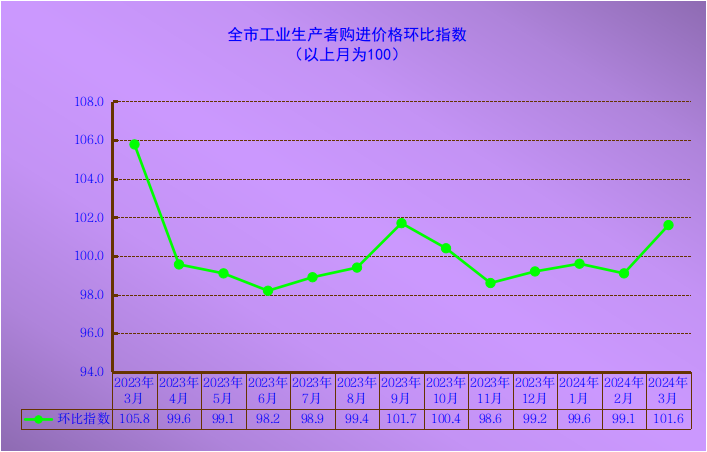 全市工业生产者购进价格环比指数
（以上月为100）
108.0
106.0
104.0
102.0
100.0
98.0
96.0
94.0
2023年 2023年 2023年 2023年 2023年 2023年 2023年 2023年 2023年 2023年 2024年 2024年 2024年
3月 4月 5月 6月 7月 8月 9月 10月 11月 12月 1月 2月 3月
环比指数 105.8 99.6 99.1 98.2 98.9 99.4 101.7 100.4 98.6 99.2 99.6 99.1 101.6